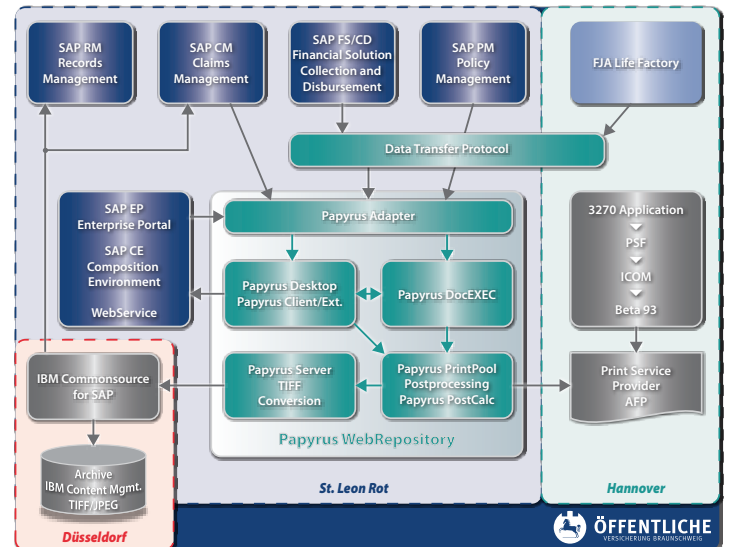 SAP RM
Records
Management
SAP CM
Claims
Management
SAP FS/CD
Financial Solution
Collection and
Disbursement
SAP PM
Policy
Management
FJA Life Factory
Data Transfer Protocol
SAP EP
Enterprise Portal
SAP CE
Composition
Environment
WebService
Papyrus Adapter
Papyrus Desktop
Papyrus Client/Ext.
Papyrus DocEXEC
3270 Application
PSF
ICOM
Beta 93
IBM Commonsource
for SAP
Papyrus Server
TIFF
Conversion
Papyrus PrintPool
Postprocessing
Papyrus PostCalc
Print Service
Provider
AFP
Papyrus WebRepository
Archive
IBM Content Mgmt.
TIFF/JPEG
Düsseldorf
St. Leon Rot
Hannover
ÖFFENTLICHE
VERSICHERUNG BRAUNSCHWEIG